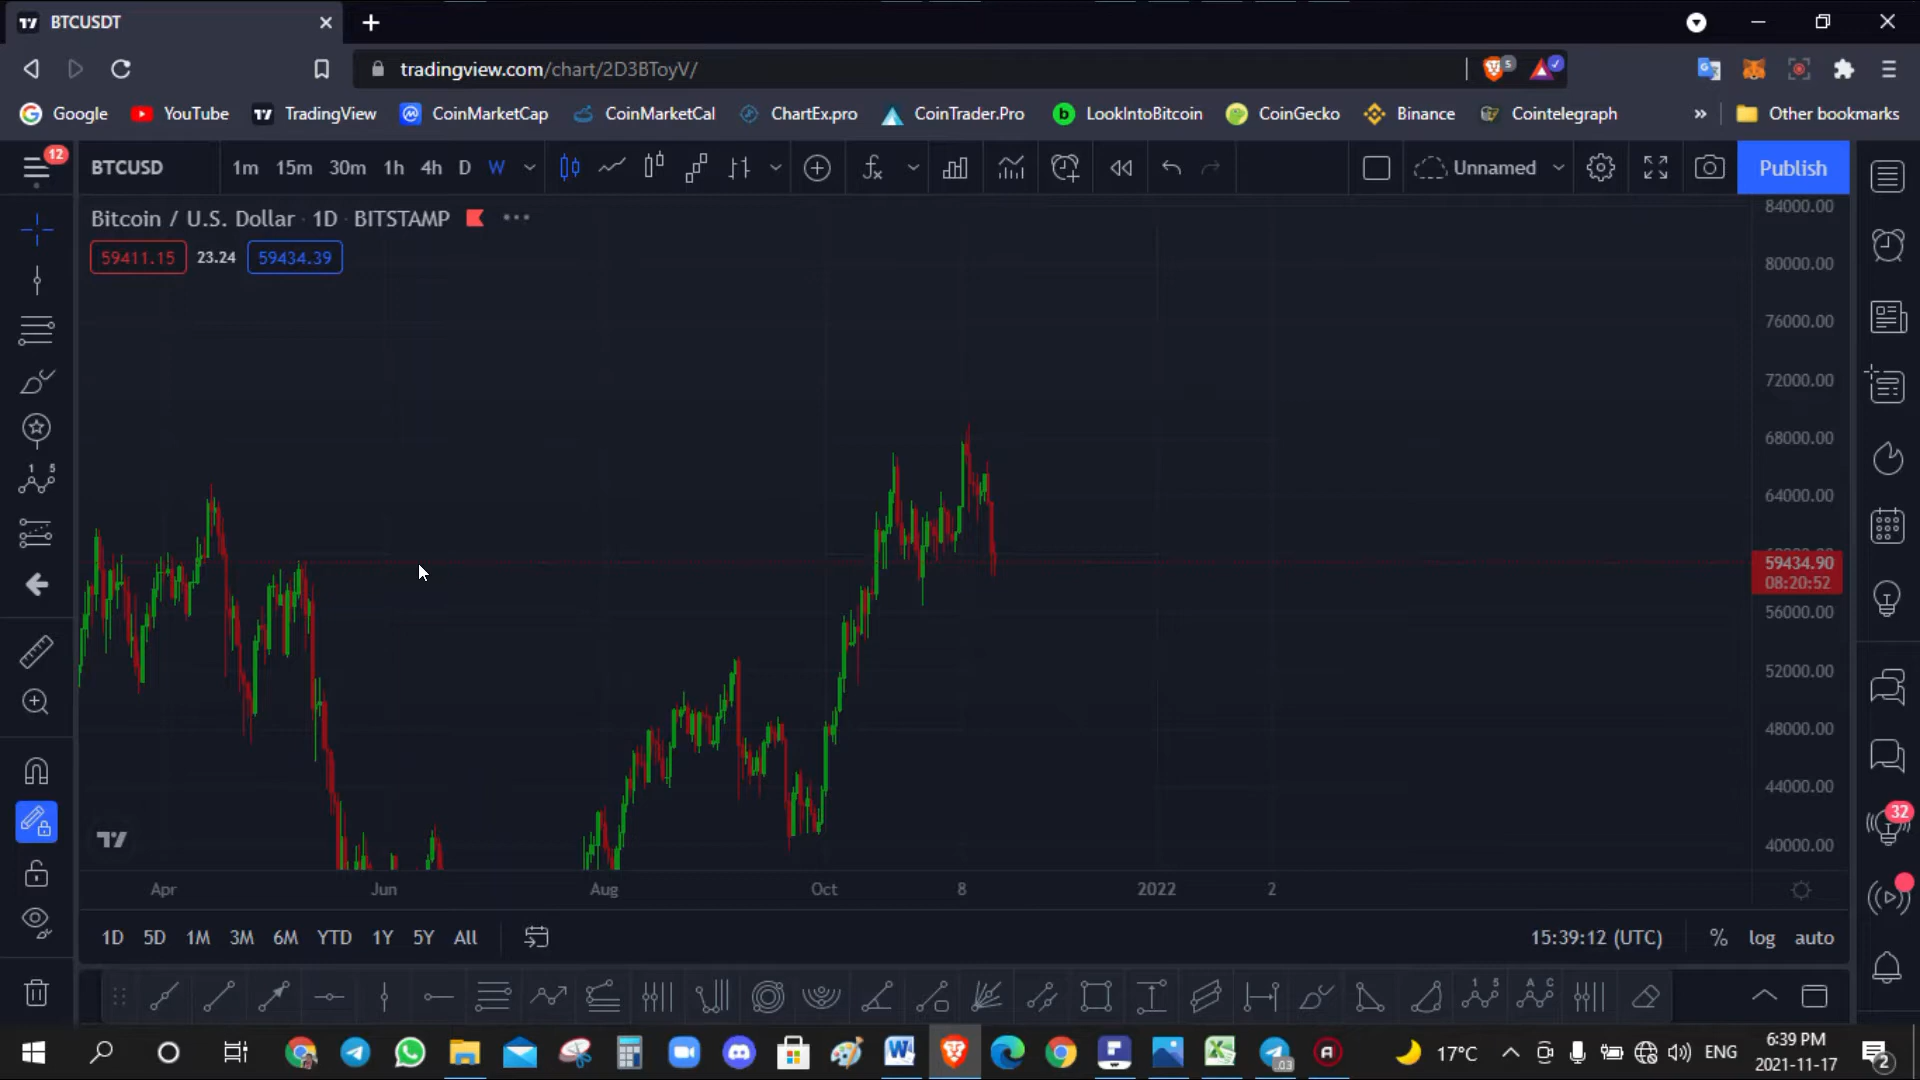 BTCUSDT
tradingview.com/chart/2D3BToyV/
5
Google
YouTube
TradingView
CoinMarketCap
CoinMarketCal
ChartEx.pro
CoinTrader.Pro
LookIntoBitcoin
CoinGecko
Binance
Cointelegraph
»
Other bookmarks
12
BTCUSD
1m
15m
30m
1h
4h
D
W
Unnamed
Publish
Bitcoin / U.S. Dollar · 1D · BITSTAMP
59411.15
23.24
59434.39
84000.00
80000.00
76000.00
72000.00
68000.00
64000.00
59434.90
08:20:52
56000.00
52000.00
48000.00
44000.00
40000.00
32
Apr
Jun
Aug
Oct
8
2022
2
1D
5D
1M
3M
6M
YTD
1Y
5Y
All
15:39:12 (UTC)
%
log
auto
17°C
ENG
6:39 PM
2021-11-17
2